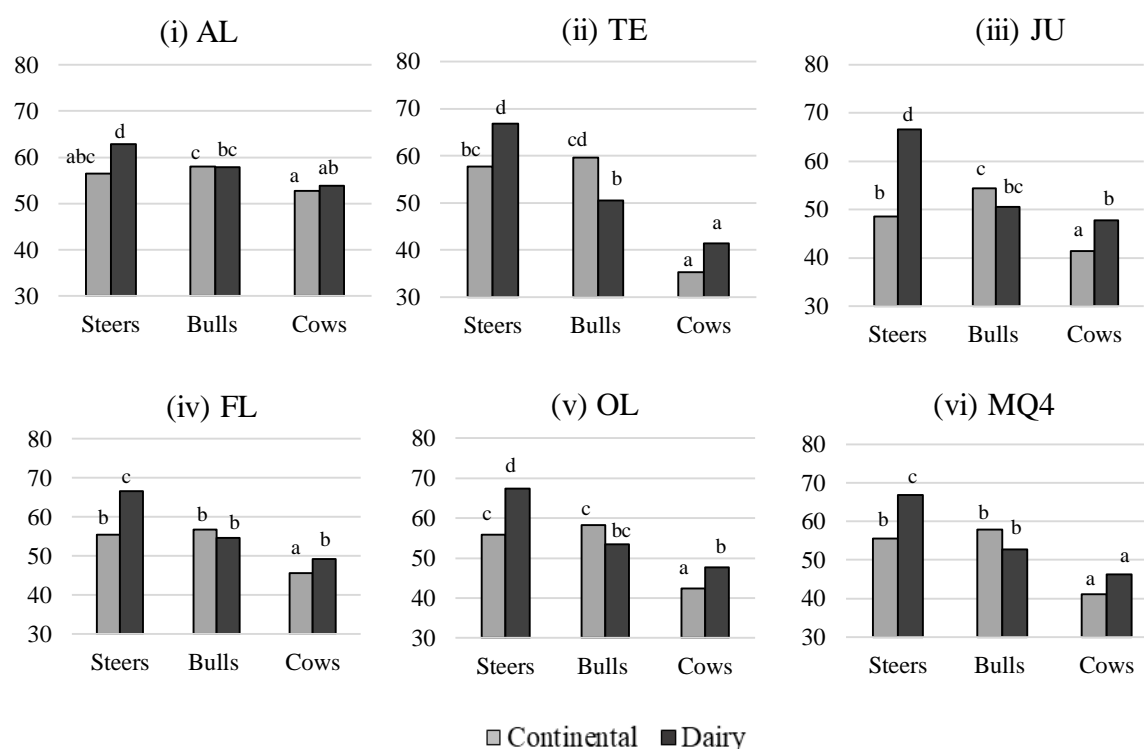 (i) AL
80
70
60
50
40
30
abc
d
c
bc
a
ab
Steers Bulls Cows
(ii) TE
80
70
60
50
40
30
bc
d
cd
b
a
a
Steers Bulls Cows
(iii) JU
80
70
60
50
40
30
b
d
c
bc
a
b
Steers Bulls Cows
(iv) FL
80
70
60
50
40
30
b
c
b
b
a
b
Steers Bulls Cows
(v) OL
80
70
60
50
40
30
c
d
c
bc
a
b
Steers Bulls Cows
(vi) MQ4
80
70
60
50
40
30
b
c
b
b
a
a
Steers Bulls Cows
Continental Dairy